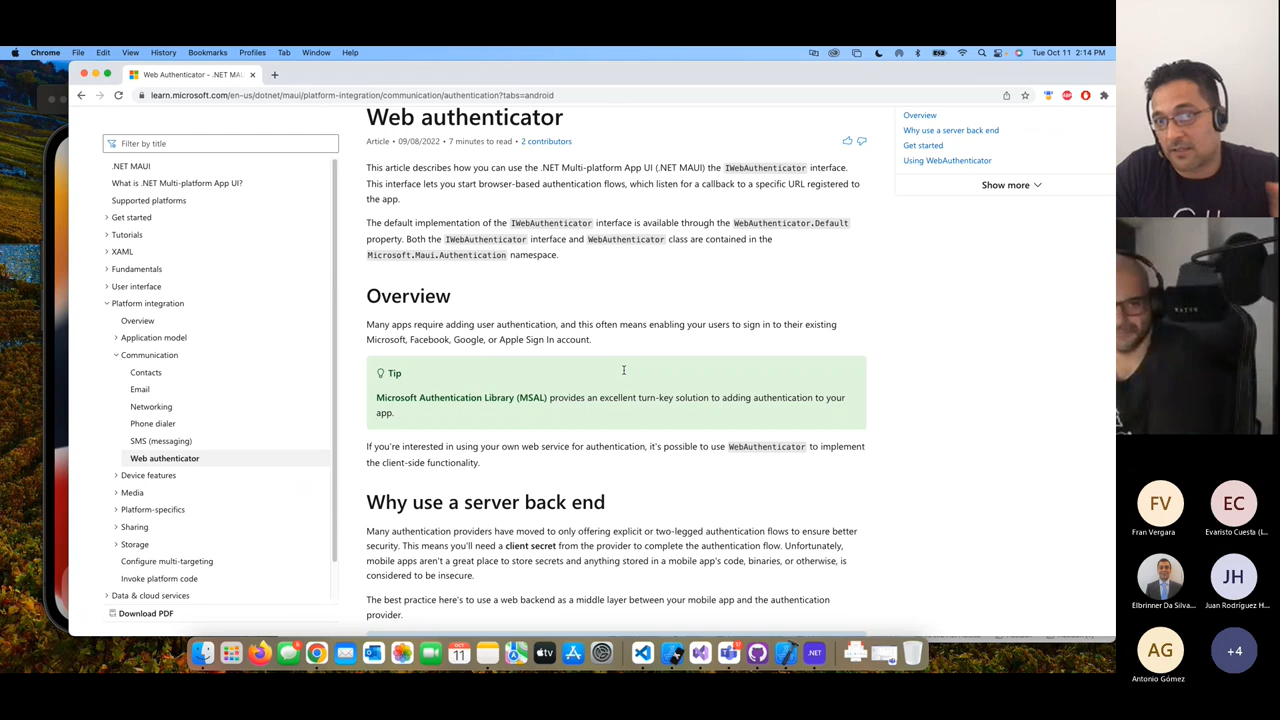 Chrome File Edit View History Bookmarks Profiles Tab Window Help
Tue Oct 11 2:14 PM
Web Authenticator - .NET MAU
learn.microsoft.com/en-us/dotnet/maui/platform-integration/communication/authentication?tabs=android
Filter by title
.NET MAUI
What is .NET Multi-platform App UI?
Supported platforms
Get started
Tutorials
XAML
Fundamentals
User interface
Platform integration
Overview
Application model
Communication
Contacts
Email
Networking
Phone dialer
SMS (messaging)
Web authenticator
Device features
Media
Platform-specifics
Sharing
Storage
Configure multi-targeting
Invoke platform code
Data & cloud services
Download PDF
Web authenticator
Article • 09/08/2022 • 7 minutes to read • 2 contributors
This article describes how you can use the .NET Multi-platform App UI (.NET MAUI) the IWebAuthenticator interface.
This interface lets you start browser-based authentication flows, which listen for a callback to a specific URL registered to
the app.
The default implementation of the IWebAuthenticator interface is available through the WebAuthenticator.Default
property. Both the IWebAuthenticator interface and WebAuthenticator class are contained in the
Microsoft.Maui.Authentication namespace.
Overview
Many apps require adding user authentication, and this often means enabling your users to sign in to their existing
Microsoft, Facebook, Google, or Apple Sign In account.
Tip
Microsoft Authentication Library (MSAL) provides an excellent turn-key solution to adding authentication to your
app.
If you're interested in using your own web service for authentication, it's possible to use WebAuthenticator to implement
the client-side functionality.
Why use a server back end
Many authentication providers have moved to only offering explicit or two-legged authentication flows to ensure better
security. This means you'll need a client secret from the provider to complete the authentication flow. Unfortunately,
mobile apps aren't a great place to store secrets and anything stored in a mobile app's code, binaries, or otherwise, is
considered to be insecure.
The best practice here's to use a web backend as a middle layer between your mobile app and the authentication
provider.
Overview
Why use a server back end
Get started
Using WebAuthenticator
Show more
OCT
11
tv
.NET
FV
Fran Vergara
EC
Evaristo Cuesta (L...
Elbrinner Da Silva...
JH
Juan Rodríguez H...
AG
Antonio Gómez
+4